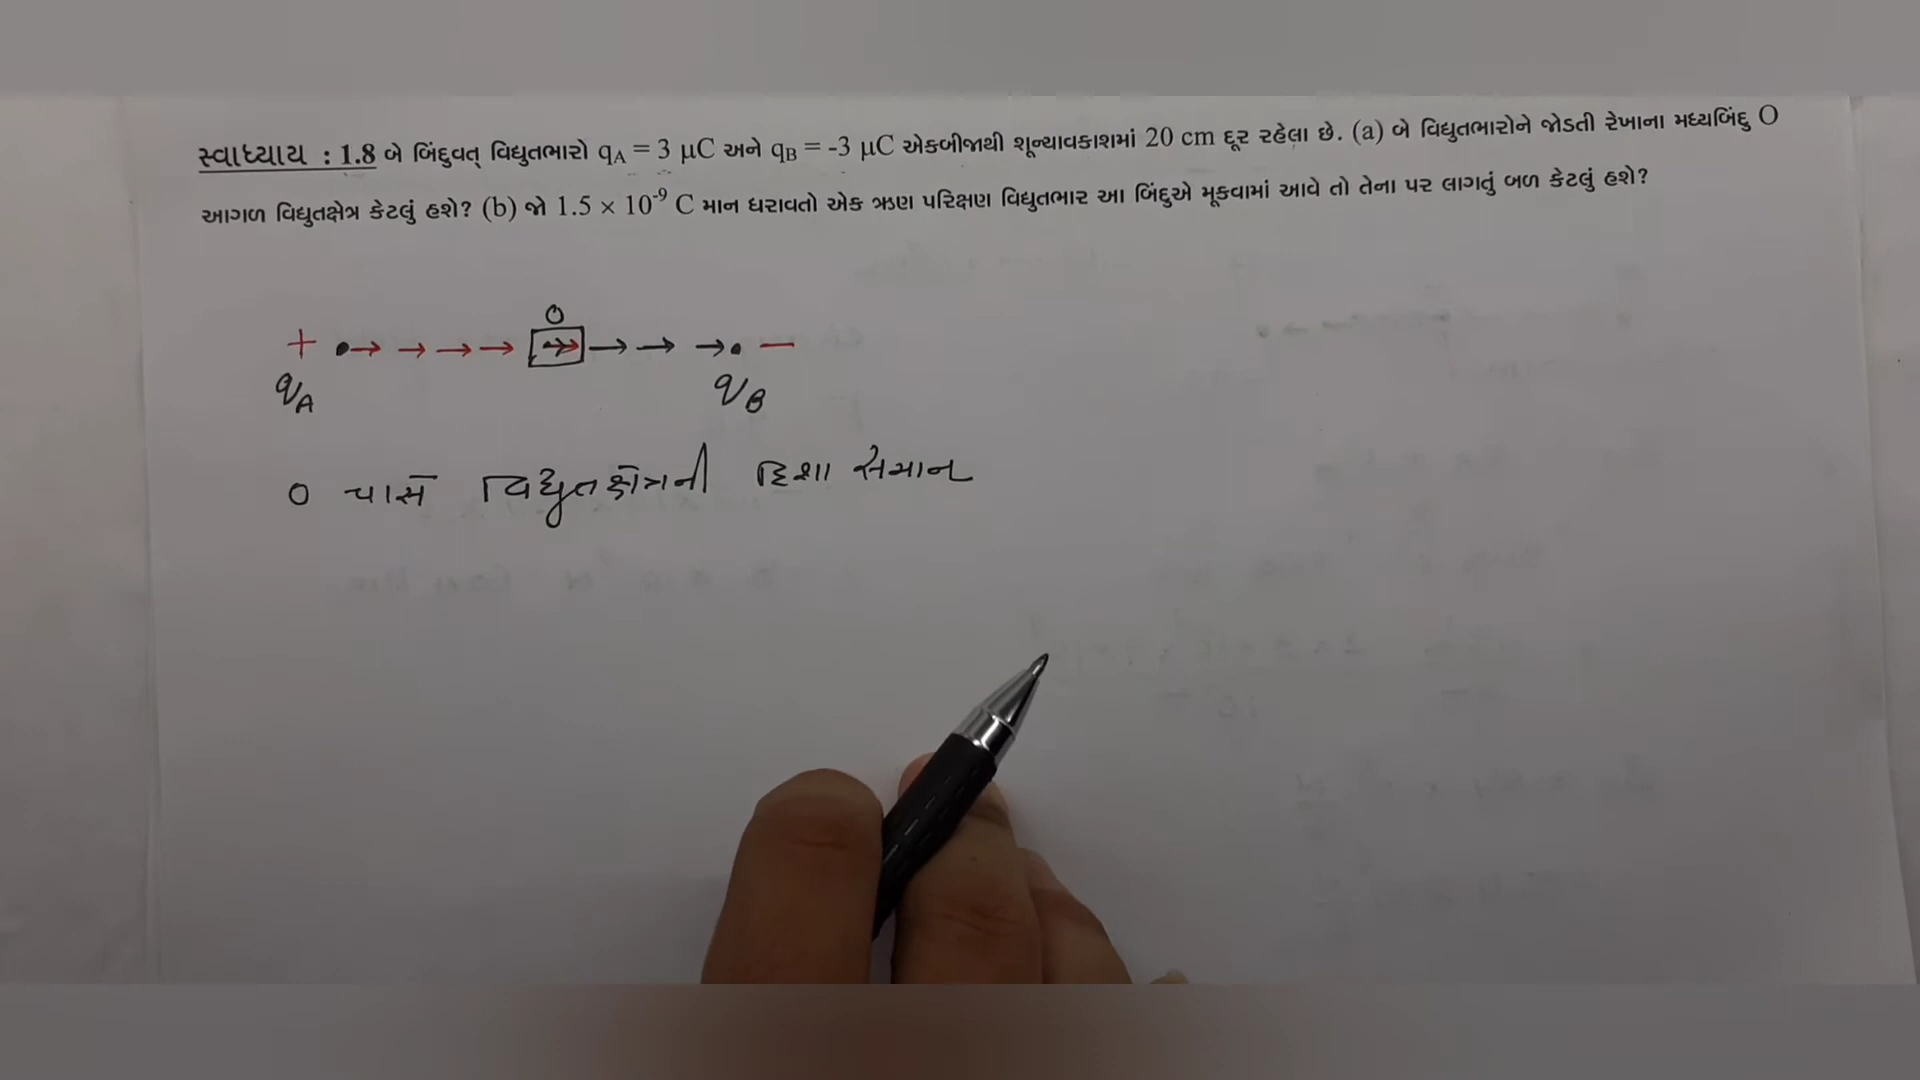 સ્વાધ્યાય : 1.8 બે બિંદુવત્ વિદ્યુતભારો qA = 3 μC અને qB = -3 μC એકબીજાથી શૂન્યાવકાશમાં 20 cm દૂર રહેલા છે. (a) બે વિદ્યુતભારોને જોડતી રેખાના મધ્યબિંદુ O
આગળ વિદ્યુતક્ષેત્ર કેટલું હશે? (b) જો 1.5 × 10⁻⁹ C માન ધરાવતો એક ઋણ પરિક્ષણ વિદ્યુતભાર આ બિંદુએ મૂકવામાં આવે તો તેના પર લાગતું બળ કેટલું હશે?
O
+ → → → → → → → → −
qA qB
O પાસે વિદ્યુતક્ષેત્રની દિશા સમાન